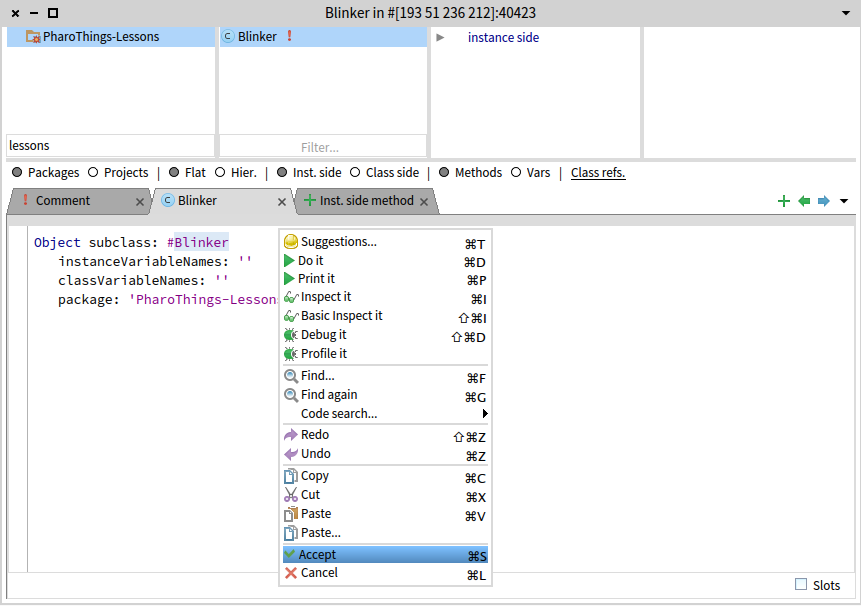 Blinker in #[193 51 236 212]:40423
PharoThings-Lessons
Blinker !
instance side
lessons
Filter...
Packages Projects | Flat Hier. | Inst. side Class side | Methods Vars | Class refs.
! Comment
Blinker
Inst. side method
Object subclass: #Blinker
instanceVariableNames: ''
classVariableNames: ''
package: 'PharoThings-Lessons
Suggestions... ⌘T
Do it ⌘D
Print it ⌘P
Inspect it ⌘I
Basic Inspect it ⇧⌘I
Debug it ⇧⌘D
Profile it
Find... ⌘F
Find again ⌘G
Code search...
Redo ⇧⌘Z
Undo ⌘Z
Copy ⌘C
Cut ⌘X
Paste ⌘V
Paste...
Accept ⌘S
Cancel ⌘L
Slots